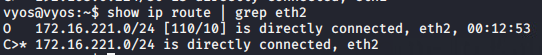 vyos@vyos:~$ show ip route | grep eth2
O   172.16.221.0/24 [110/10] is directly connected, eth2, 00:12:53
C>* 172.16.221.0/24 is directly connected, eth2